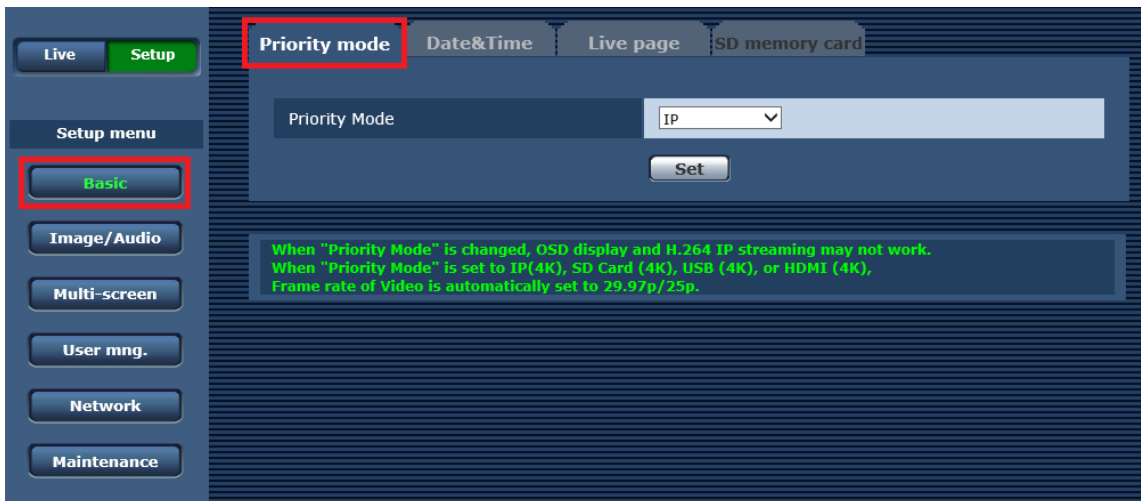 Live Setup
Setup menu
Basic
Image/Audio
Multi-screen
User mng.
Network
Maintenance
Priority mode Date&Time Live page SD memory card
Priority Mode IP
Set
When "Priority Mode" is changed, OSD display and H.264 IP streaming may not work.
When "Priority Mode" is set to IP(4K), SD Card (4K), USB (4K), or HDMI (4K),
Frame rate of Video is automatically set to 29.97p/25p.